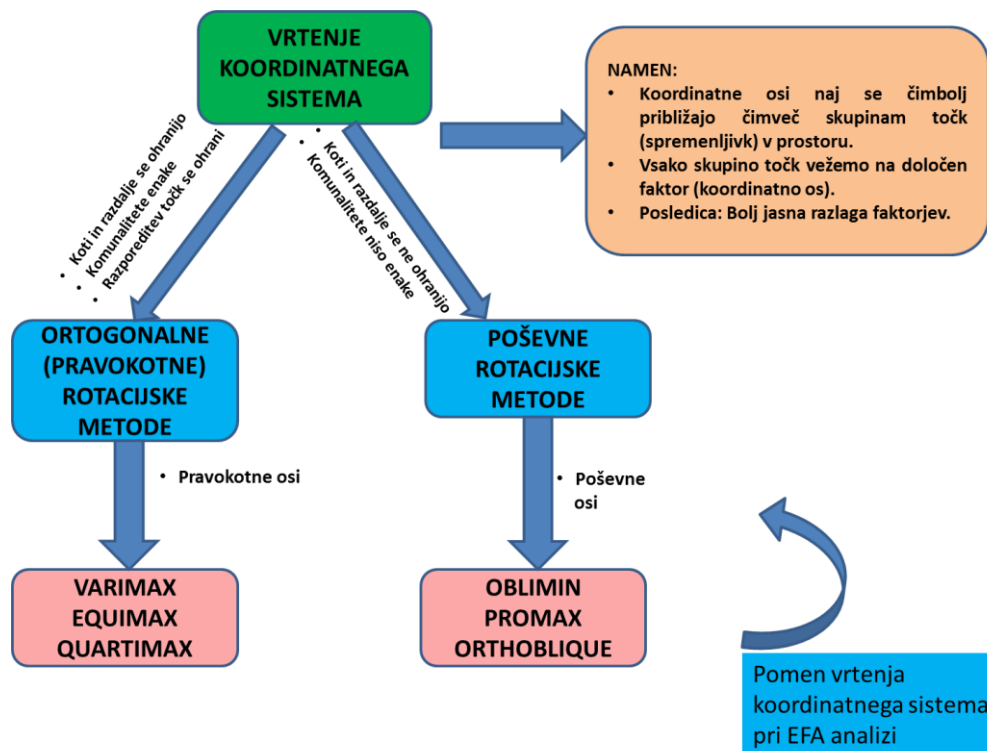 VRTENJE
KOORDINATNEGA
SISTEMA
NAMEN:
• Koordinatne osi naj se čimbolj
približajo čimveč skupinam točk
(spremenljivk) v prostoru.
• Vsako skupino točk vežemo na določen
faktor (koordinatno os).
• Posledica: Bolj jasna razlaga faktorjev.
• Koti in razdalje se ohranijo
• Komunalitete enake
• Razporeditev točk se ohrani
• Koti in razdalje se ne ohranijo
• Komunalitete niso enake
ORTOGONALNE
(PRAVOKOTNE)
ROTACIJSKE
METODE
POŠEVNE
ROTACIJSKE
METODE
• Pravokotne osi
• Poševne
osi
VARIMAX
EQUIMAX
QUARTIMAX
OBLIMIN
PROMAX
ORTHOBLIQUE
Pomen vrtenja
koordinatnega sistema
pri EFA analizi